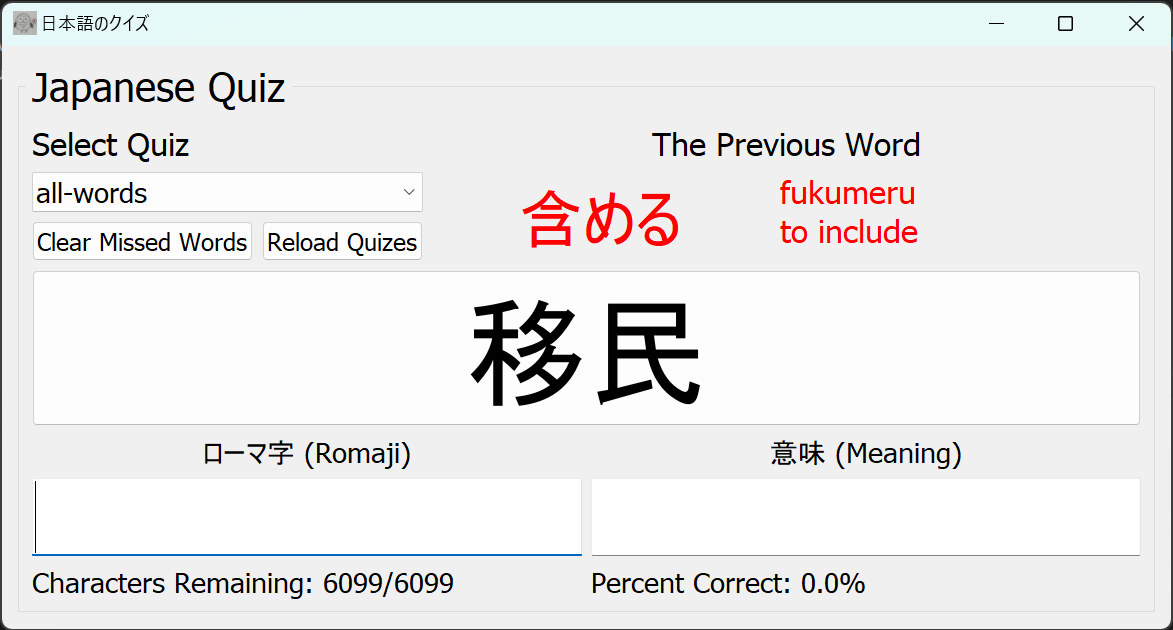 日本語のクイズ
Japanese Quiz
Select Quiz
The Previous Word
all-words
含める
fukumeru
to include
Clear Missed Words
Reload Quizes
移民
ローマ字 (Romaji)
意味 (Meaning)
Characters Remaining: 6099/6099
Percent Correct: 0.0%